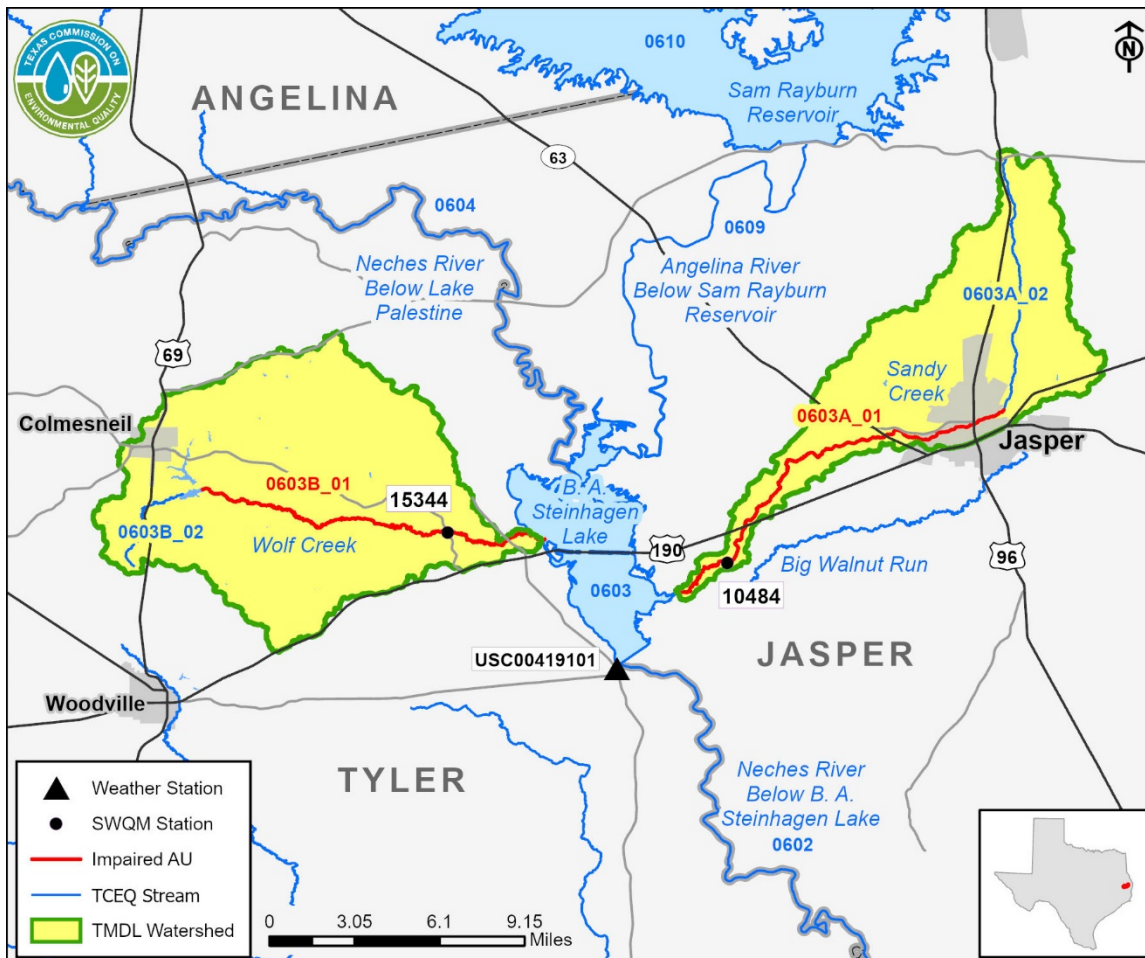 TEXAS COMMISSION ON
ENVIRONMENTAL QUALITY
ANGELINA
0610
Sam Rayburn
Reservoir
N
63
0604
0609
Neches River
Below Lake
Palestine
Angelina River
Below Sam Rayburn
Reservoir
0603A_02
69
Sandy
Creek
Colmesneil
0603A_01
Jasper
0603B_01
15344
B. A.
Steinhagen
Lake
0603B_02
Wolf Creek
190
96
0603
Big Walnut Run
10484
USC00419101
JASPER
Woodville
TYLER
Neches River
Below B. A.
Steinhagen Lake
0602
Weather Station
SWQM Station
Impaired AU
TCEQ Stream
TMDL Watershed
0 3.05 6.1 9.15
Miles